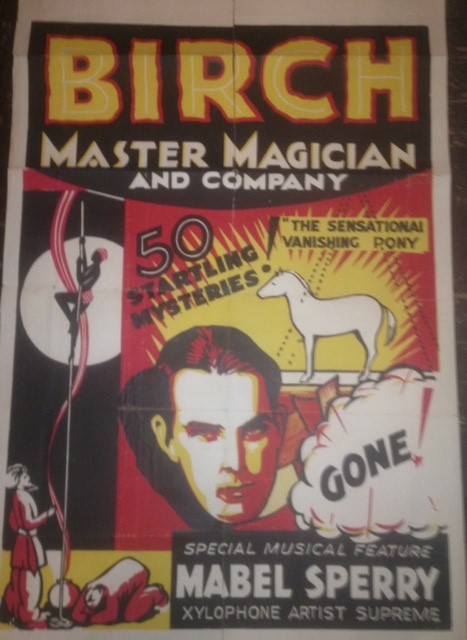 BIRCH
MASTER MAGICIAN
AND COMPANY
50
STARTLING
MYSTERIES"
"THE SENSATIONAL
VANISHING PONY
GONE!
SPECIAL MUSICAL FEATURE
MABEL SPERRY
XYLOPHONE ARTIST SUPREME